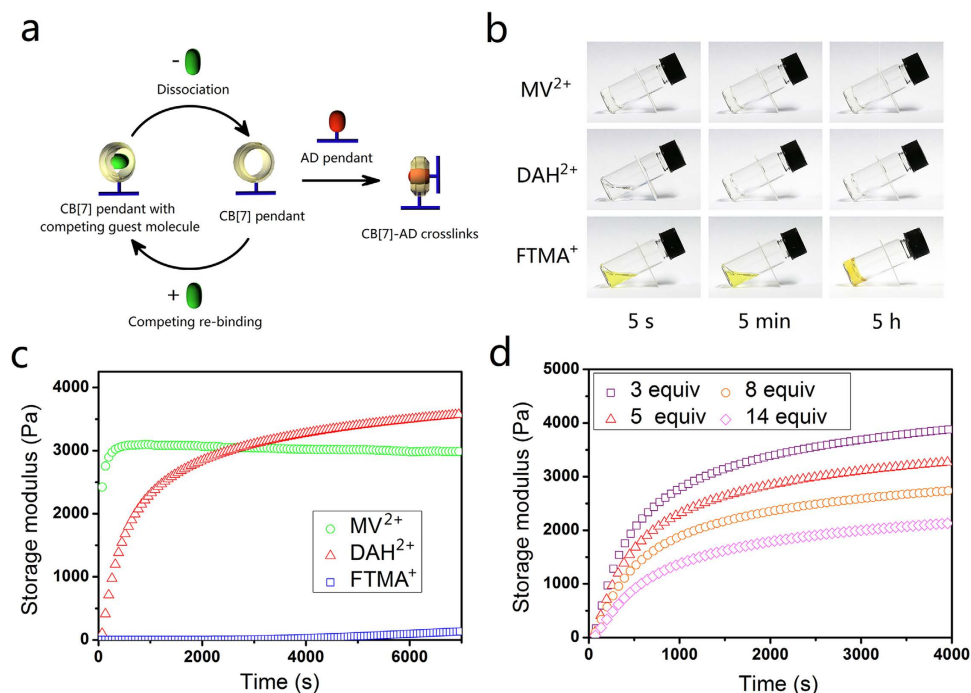 a
-
Dissociation
AD pendant
CB[7] pendant with
competing guest molecule
CB[7] pendant
CB[7]-AD crosslinks
+
Competing re-binding
b
MV2+
DAH2+
FTMA+
5 s
5 min
5 h
c
Storage modulus (Pa)
4000
3000
2000
1000
0
MV2+
DAH2+
FTMA+
0
2000
4000
6000
Time (s)
d
Storage modulus (Pa)
5000
4000
3000
2000
1000
0
3 equiv
8 equiv
5 equiv
14 equiv
0
1000
2000
3000
4000
Time (s)